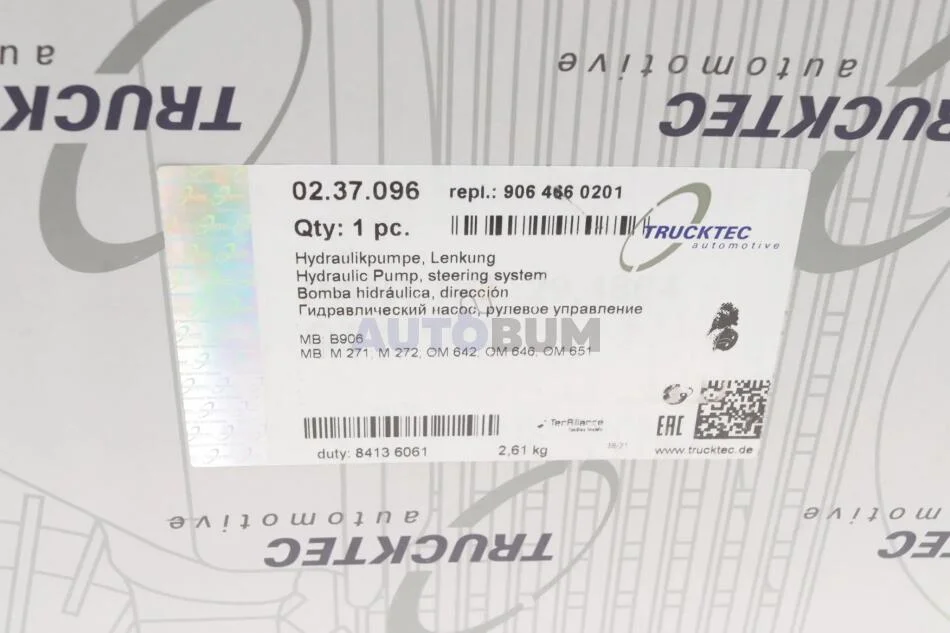 automotive
TRUCKTEC
TRUCKTEC
02.37.096 repl.: 906 466 0201
Qty: 1 pc.
TRUCKTEC
automotive
Hydraulikpumpe, Lenkung
Hydraulic Pump, steering system
Bomba hidráulica, dirección
Гидравлический насос, рулевое управление
AUTOBUM
MB: B906
MB: M 271, M 272, OM 642, OM 646, OM 651
TecAlliance
EAC
duty: 8413 6061 2,61 kg
www.trucktec.de
automotive
TRUCKTEC